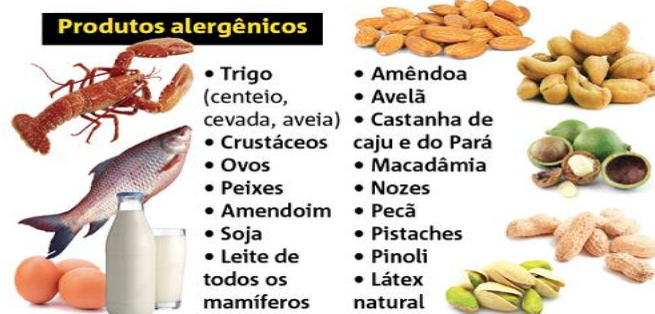 Produtos alergênicos
• Trigo
(centeio,
cevada, aveia)
• Crustáceos
• Ovos
• Peixes
• Amendoim
• Soja
• Leite de
todos os
mamíferos
• Amêndoa
• Avelã
• Castanha de
caju e do Pará
• Macadâmia
• Nozes
• Pecã
• Pistaches
• Pinoli
• Látex
natural